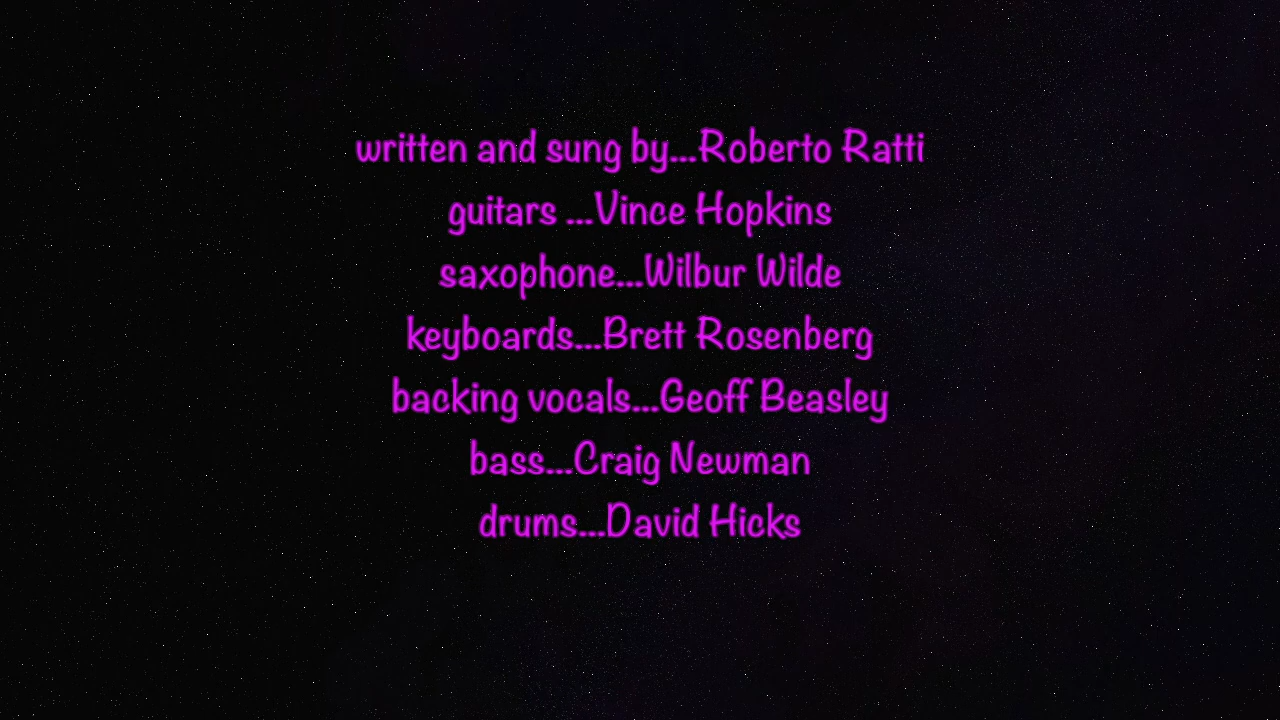 written and sung by...Roberto Ratti
guitars ...Vince Hopkins
saxophone...Wilbur Wilde
keyboards...Brett Rosenberg
backing vocals...Geoff Beasley
bass...Craig Newman
drums...David Hicks